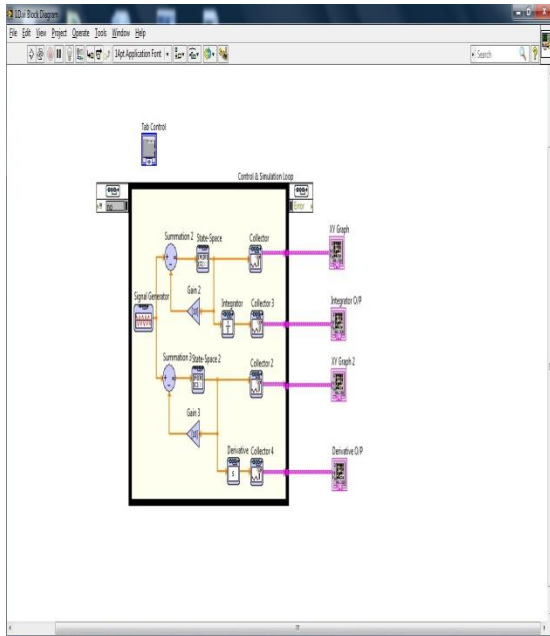 1D.vi Block Diagram
File Edit View Project Operate Tools Window Help
14pt Application Font
Search
Tab Control
Control & Simulation Loop
Error
XY Graph
Summation 2 State-Space
Collector
Gain 2
Signal Generator
Integrator Collector 3
Integrator O/P
Summation 3 State-Space 2
Collector 2
XY Graph 2
Gain 3
Derivative Collector 4
Derivative O/P
s